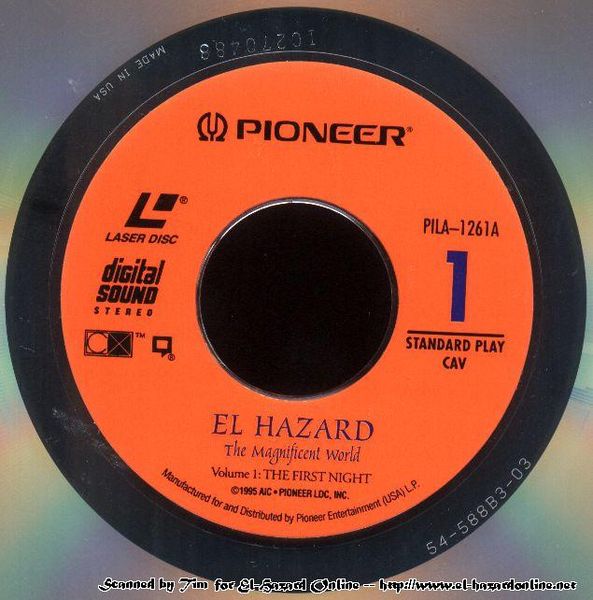 IC270488
MADE IN USA
PIONEER®
®
LASER DISC
PILA-1261A
1
digital
SOUND
STEREO
CX™
®
STANDARD PLAY
CAV
EL HAZARD
The Magnificent World
Volume 1: THE FIRST NIGHT
©1995 AIC • PIONEER LDC, INC.
Manufactured for and Distributed by Pioneer Entertainment (USA) L.P.
54-588B3-03
Scanned by Tim for El-Hazard Online -- http://www.el-hazardonline.net